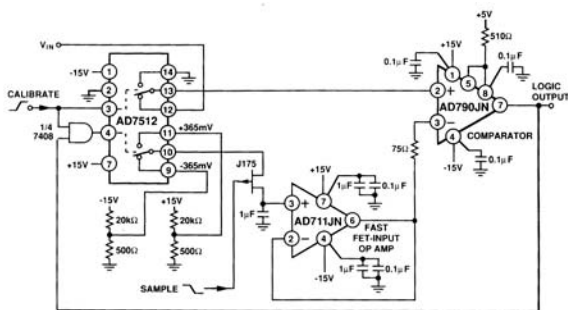 VIN
CALIBRATE
1/4
7408
-15V
1
2
3
4
7
+15V
14
13
12
11
10
9
AD7512
+365mV
-365mV
-15V
20kΩ
500Ω
+15V
20kΩ
500Ω
SAMPLE
J175
1µF
+15V
1µF
0.1µF
3
+
7
AD711JN
6
2
−
4
FAST
FET-INPUT
OP AMP
-15V
1µF
0.1µF
75Ω
0.1µF
+15V
+5V
510Ω
0.1µF
1
5
8
2
+
AD790JN
7
3
−
4
COMPARATOR
-15V
0.1µF
LOGIC
OUTPUT